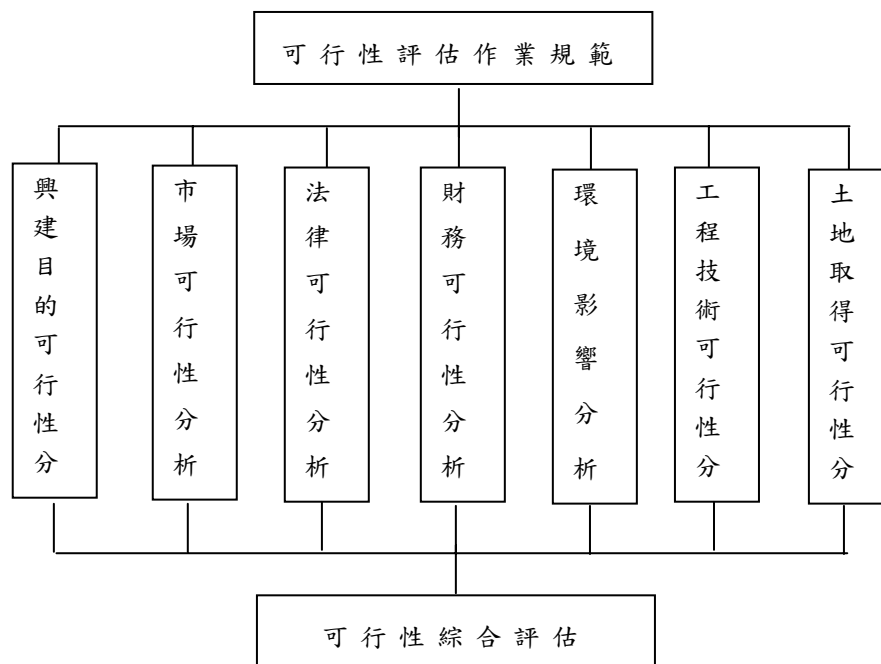 可行性評估作業規範
興建目的可行性分
市場可行性分析
法律可行性分析
財務可行性分析
環境影響分析
工程技術可行性分
土地取得可行性分
可行性綜合評估